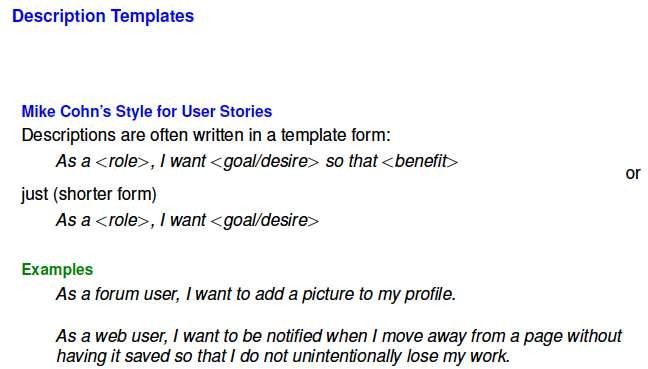 Description Templates
Mike Cohn’s Style for User Stories
Descriptions are often written in a template form:
As a <role>, I want <goal/desire> so that <benefit>
or
just (shorter form)
As a <role>, I want <goal/desire>
Examples
As a forum user, I want to add a picture to my profile.
As a web user, I want to be notified when I move away from a page without
having it saved so that I do not unintentionally lose my work.